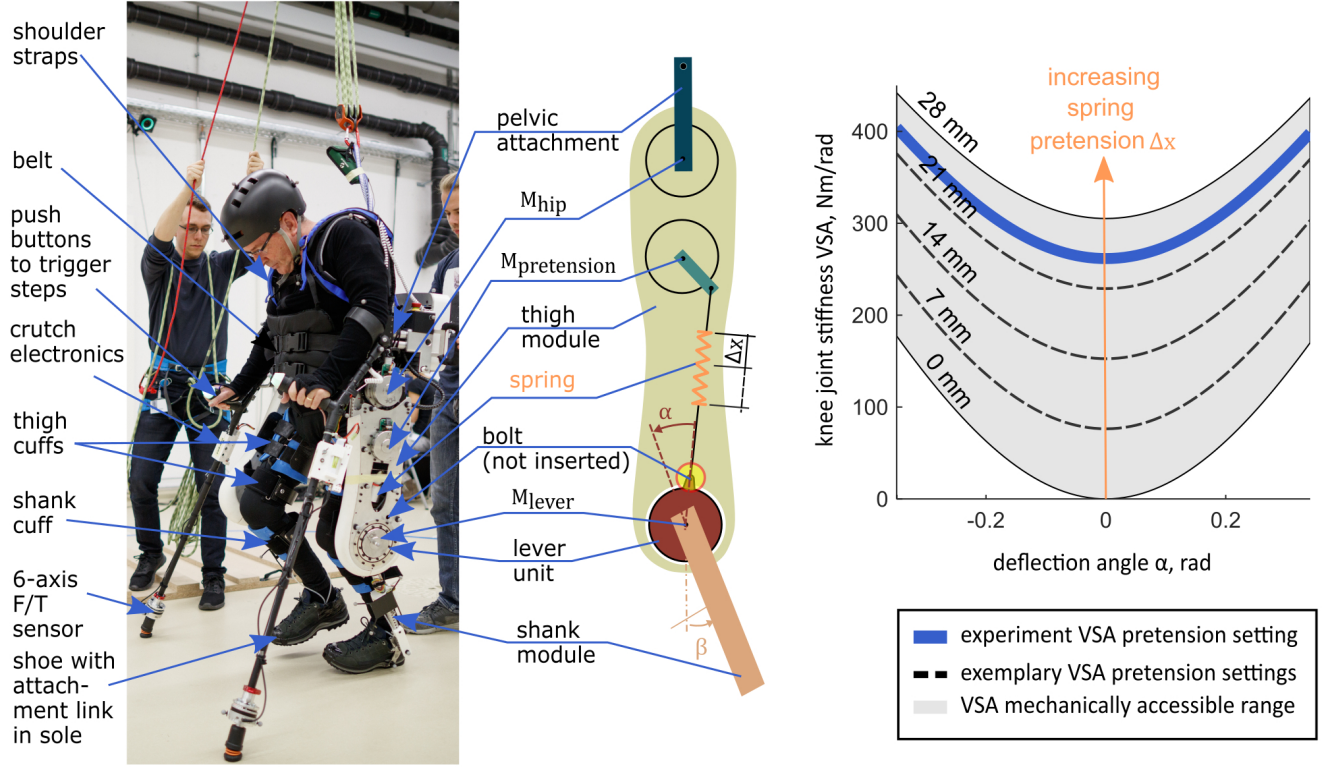 shoulder
straps
belt
push
buttons
to trigger
steps
crutch
electronics
thigh
cuffs
shank
cuff
6-axis
F/T
sensor
shoe with
attach-
ment link
in sole
pelvic
attachment
Mhip
Mpretension
thigh
module
spring
bolt
(not inserted)
Mlever
lever
unit
shank
module
Δx
α
β
increasing
spring
pretension Δx
28 mm
21 mm
14 mm
7 mm
0 mm
knee joint stiffness VSA, Nm/rad
400
300
200
100
0
-0.2
0
0.2
deflection angle α, rad
experiment VSA pretension setting
exemplary VSA pretension settings
VSA mechanically accessible range